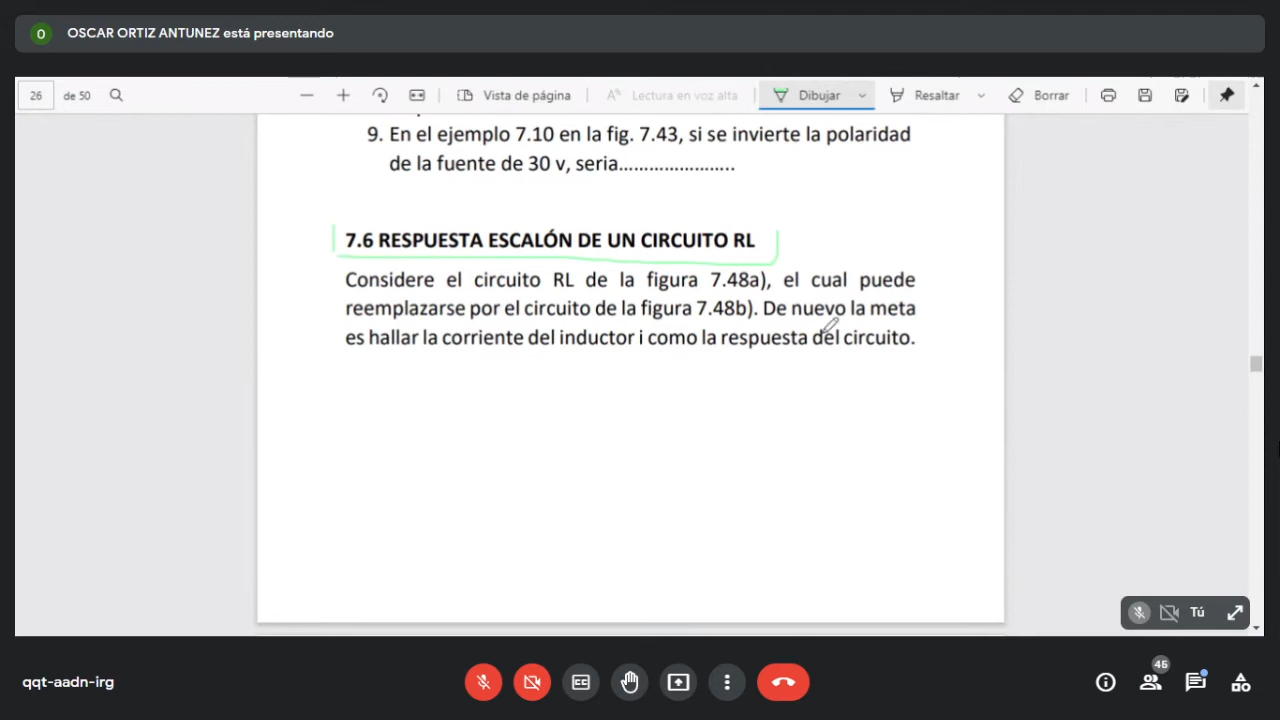 O OSCAR ORTIZ ANTUNEZ está presentando
26 de 50 Vista de página Lectura en voz alta Dibujar Resaltar Borrar
9. En el ejemplo 7.10 en la fig. 7.43, si se invierte la polaridad
de la fuente de 30 v, seria.......................
7.6 RESPUESTA ESCALÓN DE UN CIRCUITO RL
Considere el circuito RL de la figura 7.48a), el cual puede
reemplazarse por el circuito de la figura 7.48b). De nuevo la meta
es hallar la corriente del inductor i como la respuesta del circuito.
Tú
qqt-aadn-irg
45